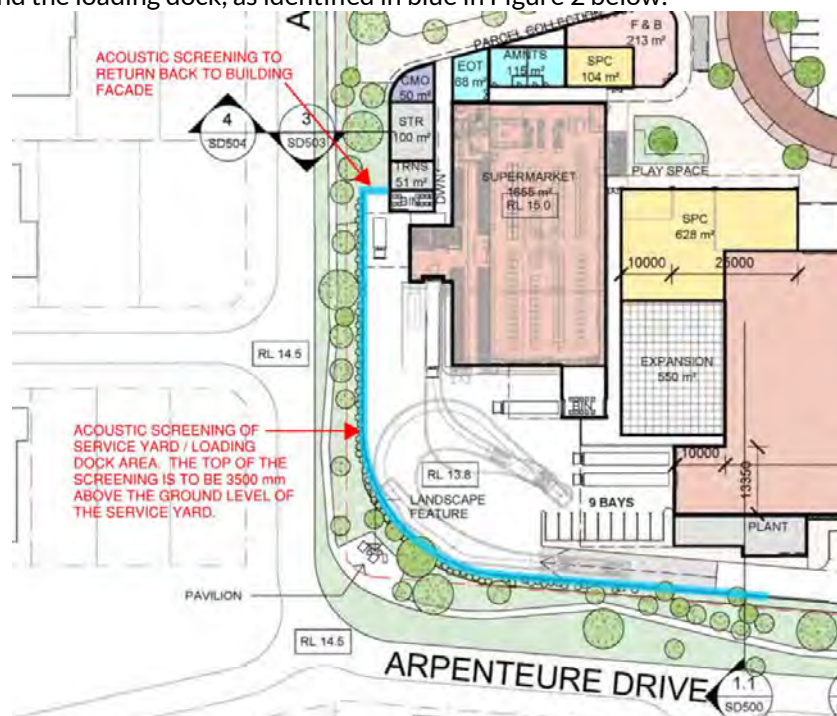 nd the loading dock, as identified in blue in Figure 2 below.
ACOUSTIC SCREENING TO
RETURN BACK TO BUILDING
FACADE
PARCEL COLLECTION
F & B
213 m²
AMNTS
115 m²
SPC
104 m²
EOT
68 m²
CMO
50 m²
4
SD504
3
SD503
STR
100 m²
TRNS
51 m²
BIN
DWN
SUPERMARKET
1655 m²
RL 15.0
PLAY SPACE
SPC
628 m²
10000
25000
RL 14.5
EXPANSION
550 m²
BIN
ACOUSTIC SCREENING OF
SERVICE YARD / LOADING
DOCK AREA. THE TOP OF THE
SCREENING IS TO BE 3500 mm
ABOVE THE GROUND LEVEL OF
THE SERVICE YARD.
RL 13.8
LANDSCAPE
FEATURE
9 BAYS
10000
13350
PLANT
PAVILION
RL 14.5
ARPENTEURE DRIVE
1.1
SD500